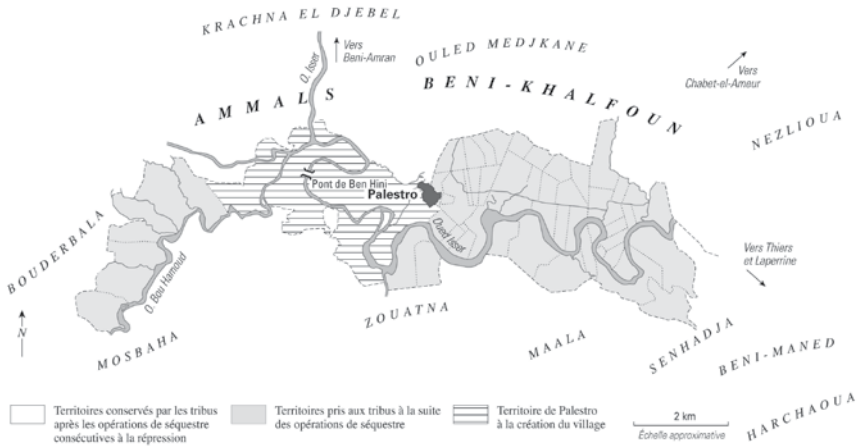 KRACHNA EL DJEBEL
Vers
Beni-Amran
O. Isser
OULED MEDJKANE
Vers
Chabet-el-Ameur
AMMALS
BENI-KHALFOUN
NEZLIOUA
Pont de Ben Hini
Palestro
Oued Isser
BOUDERBALA
O. Bou Hamoud
Vers Thiers
et Laperrine
N
ZOUATNA
MOSBAHA
MAALA
SENHADJA
BENI-MANED
HARCHAOUA
Territoires conservés par les tribus
après les opérations de séquestre
consécutives à la répression
Territoires pris aux tribus à la suite
des opérations de séquestre
Territoire de Palestro
à la création du village
2 km
Échelle approximative